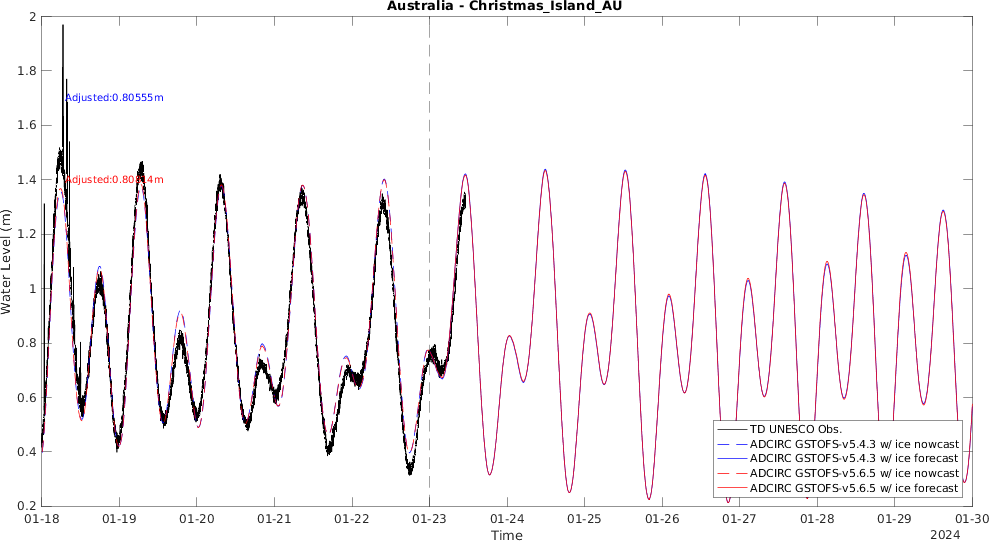 Australia - Christmas_Island_AU
Water Level (m)
2
1.8
1.6
1.4
1.2
1
0.8
0.6
0.4
0.2
Adjusted:0.80555m
TD UNESCO Obs.
ADCIRC GSTOFS-v5.4.3 w/ ice nowcast
ADCIRC GSTOFS-v5.4.3 w/ ice forecast
ADCIRC GSTOFS-v5.6.5 w/ ice nowcast
ADCIRC GSTOFS-v5.6.5 w/ ice forecast
01-18
01-19
01-20
01-21
01-22
01-23
01-24
01-25
01-26
01-27
01-28
01-29
01-30
Time
2024